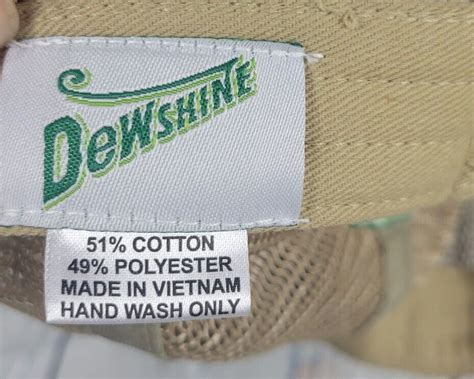 DEWSHINE
51% COTTON
49% POLYESTER
MADE IN VIETNAM
HAND WASH ONLY